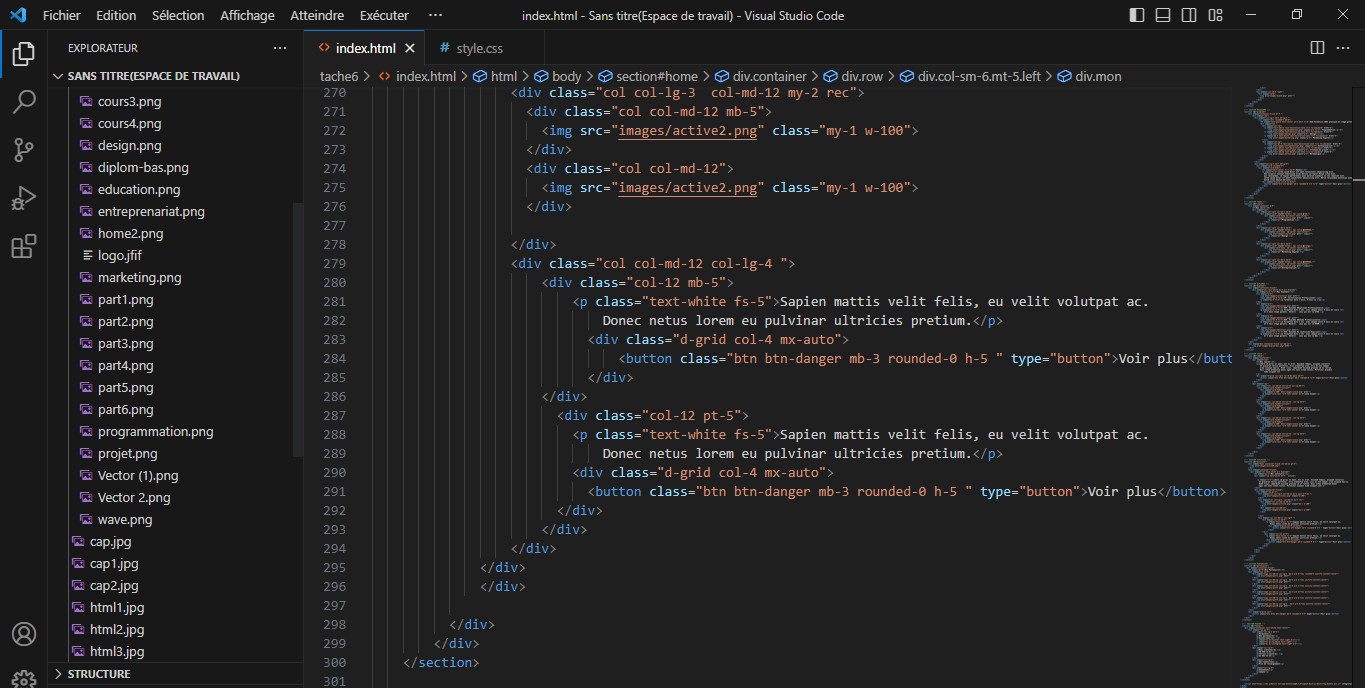 Fichier Edition Sélection Affichage Atteindre Exécuter ··· index.html - Sans titre(Espace de travail) - Visual Studio Code
EXPLORATEUR ···
SANS TITRE(ESPACE DE TRAVAIL)
cours3.png
cours4.png
design.png
diplom-bas.png
education.png
entreprenariat.png
home2.png
logo.jfif
marketing.png
part1.png
part2.png
part3.png
part4.png
part5.png
part6.png
programmation.png
projet.png
Vector (1).png
Vector 2.png
wave.png
cap.jpg
cap1.jpg
cap2.jpg
html1.jpg
html2.jpg
html3.jpg
STRUCTURE
<> index.html # style.css
tache6 > <> index.html > html > body > section#home > div.container > div.row > div.col-sm-6.mt-5.left > div.mon
270 <div class="col col-lg-3  col-md-12 my-2 rec">
271 <div class="col col-md-12 mb-5">
272 <img src="images/active2.png" class="my-1 w-100">
273 </div>
274 <div class="col col-md-12">
275 <img src="images/active2.png" class="my-1 w-100">
276 </div>
277
278 </div>
279 <div class="col col-md-12 col-lg-4 ">
280 <div class="col-12 mb-5">
281 <p class="text-white fs-5">Sapien mattis velit felis, eu velit volutpat ac.
282 Donec netus lorem eu pulvinar ultricies pretium.</p>
283 <div class="d-grid col-4 mx-auto">
284 <button class="btn btn-danger mb-3 rounded-0 h-5 " type="button">Voir plus</butt
285 </div>
286 </div>
287 <div class="col-12 pt-5">
288 <p class="text-white fs-5">Sapien mattis velit felis, eu velit volutpat ac.
289 Donec netus lorem eu pulvinar ultricies pretium.</p>
290 <div class="d-grid col-4 mx-auto">
291 <button class="btn btn-danger mb-3 rounded-0 h-5 " type="button">Voir plus</button>
292 </div>
293 </div>
294 </div>
295 </div>
296 </div>
297
298 </div>
299 </div>
300 </section>
301